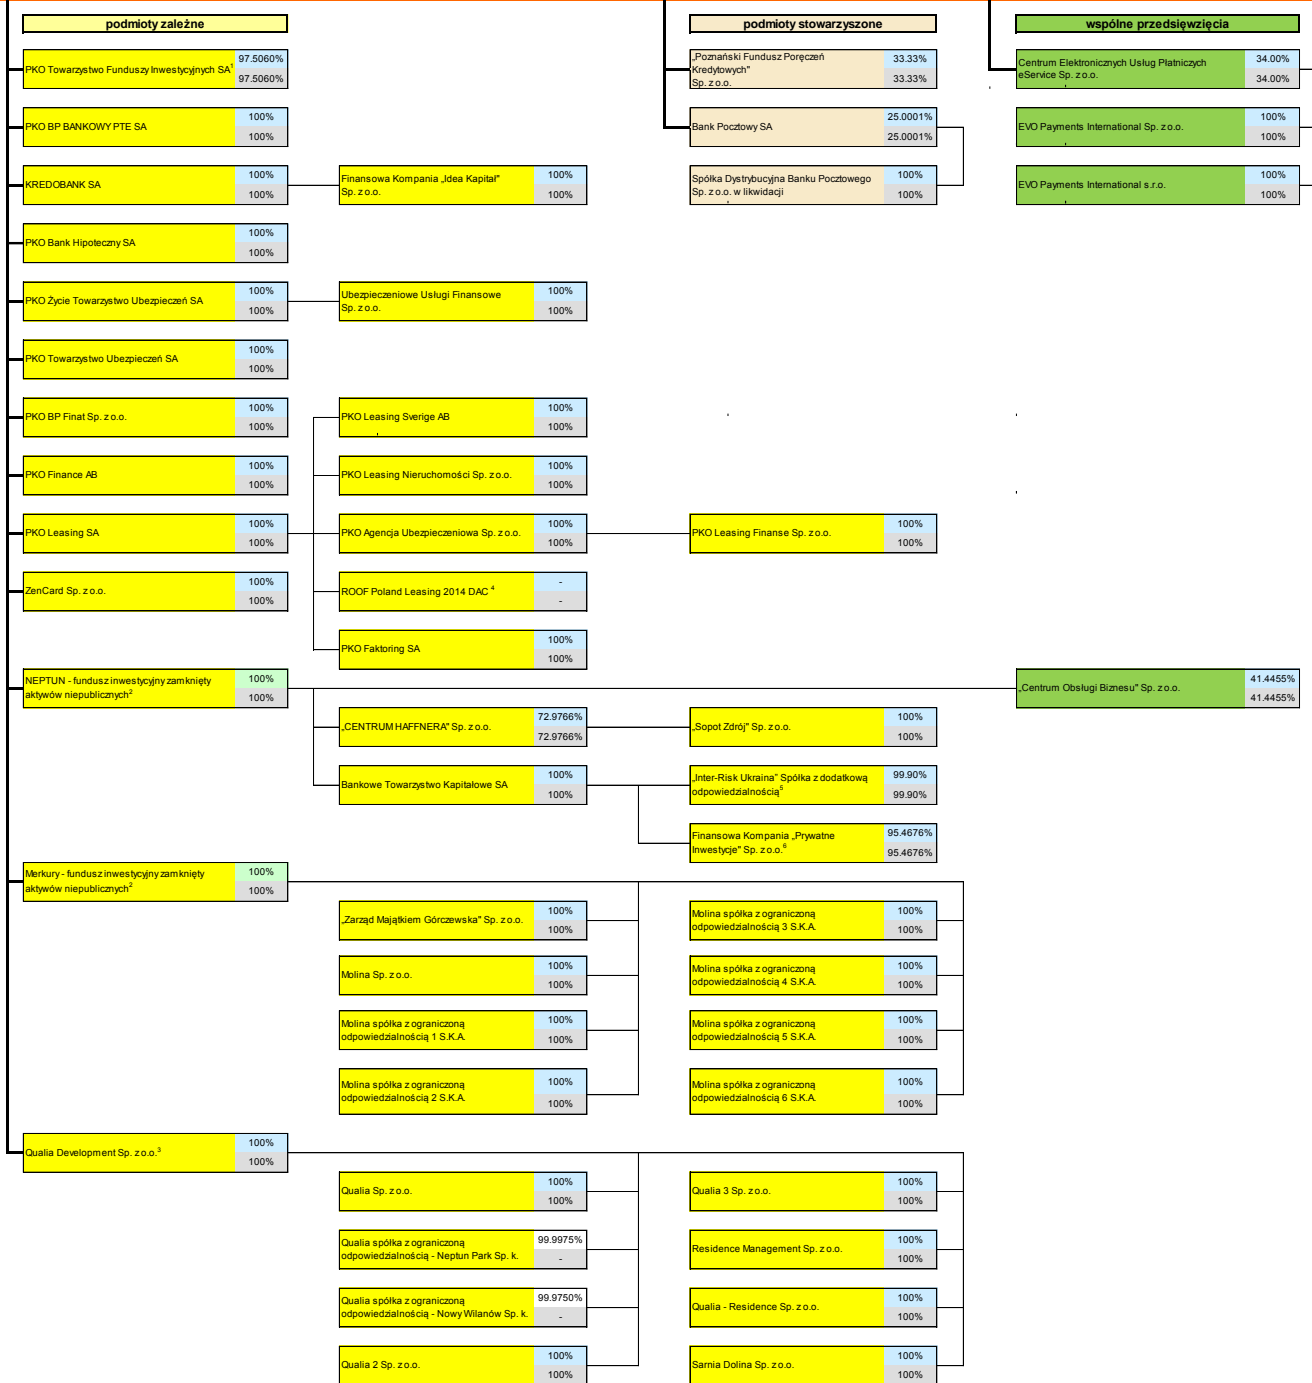 podmioty zależne
podmioty stowarzyszone
wspólne przedsięwzięcia
PKO Towarzystwo Funduszy Inwestycyjnych SA¹
97.5060%
97.5060%
„Poznański Fundusz Poręczeń
Kredytowych"
Sp. z o.o.
33.33%
33.33%
Centrum Elektronicznych Usług Płatniczych
eService Sp. z o.o.
34.00%
34.00%
PKO BP BANKOWY PTE SA
100%
100%
Bank Pocztowy SA
25.0001%
25.0001%
EVO Payments International Sp. z o.o.
100%
100%
KREDOBANK SA
100%
100%
Finansowa Kompania „Idea Kapitał"
Sp. z o.o.
100%
100%
Spółka Dystrybucyjna Banku Pocztowego
Sp. z o.o. w likwidacji
100%
100%
EVO Payments International s.r.o.
100%
100%
PKO Bank Hipoteczny SA
100%
100%
PKO Życie Towarzystwo Ubezpieczeń SA
100%
100%
Ubezpieczeniowe Usługi Finansowe
Sp. z o.o.
100%
100%
PKO Towarzystwo Ubezpieczeń SA
100%
100%
PKO BP Finat Sp. z o.o.
100%
100%
PKO Leasing Sverige AB
100%
100%
PKO Finance AB
100%
100%
PKO Leasing Nieruchomości Sp. z o.o.
100%
100%
PKO Leasing SA
100%
100%
PKO Agencja Ubezpieczeniowa Sp. z o.o.
100%
100%
PKO Leasing Finanse Sp. z o.o.
100%
100%
ZenCard Sp. z o.o.
100%
100%
ROOF Poland Leasing 2014 DAC ⁴
-
-
PKO Faktoring SA
100%
100%
NEPTUN - fundusz inwestycyjny zamknięty
aktywów niepublicznych²
100%
100%
„Centrum Obsługi Biznesu" Sp. z o.o.
41.4455%
41.4455%
„CENTRUM HAFFNERA" Sp. z o.o.
72.9766%
72.9766%
„Sopot Zdrój" Sp. z o.o.
100%
100%
Bankowe Towarzystwo Kapitałowe SA
100%
100%
„Inter-Risk Ukraina" Spółka z dodatkową
odpowiedzialnością⁵
99.90%
99.90%
Finansowa Kompania „Prywatne
Inwestycje" Sp. z o.o.⁶
95.4676%
95.4676%
Merkury - fundusz inwestycyjny zamknięty
aktywów niepublicznych²
100%
100%
„Zarząd Majątkiem Górczewska" Sp. z o.o.
100%
100%
Molina spółka z ograniczoną
odpowiedzialnością 3 S.K.A.
100%
100%
Molina Sp. z o.o.
100%
100%
Molina spółka z ograniczoną
odpowiedzialnością 4 S.K.A.
100%
100%
Molina spółka z ograniczoną
odpowiedzialnością 1 S.K.A.
100%
100%
Molina spółka z ograniczoną
odpowiedzialnością 5 S.K.A.
100%
100%
Molina spółka z ograniczoną
odpowiedzialnością 2 S.K.A.
100%
100%
Molina spółka z ograniczoną
odpowiedzialnością 6 S.K.A.
100%
100%
Qualia Development Sp. z o.o.³
100%
100%
Qualia Sp. z o.o.
100%
100%
Qualia 3 Sp. z o.o.
100%
100%
Qualia spółka z ograniczoną
odpowiedzialnością - Neptun Park Sp. k.
99.9975%
-
Residence Management Sp. z o.o.
100%
100%
Qualia spółka z ograniczoną
odpowiedzialnością - Nowy Wilanów Sp. k.
99.9750%
-
Qualia - Residence Sp. z o.o.
100%
100%
Qualia 2 Sp. z o.o.
100%
100%
Sarnia Dolina Sp. z o.o.
100%
100%